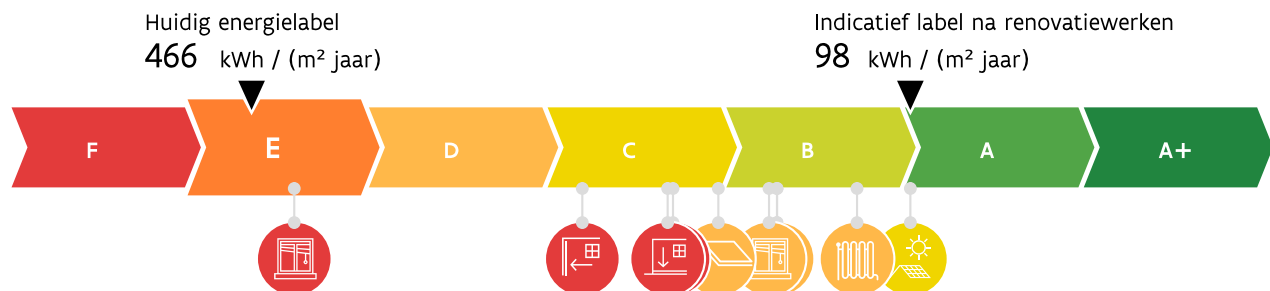 Huidig energielabel
466 kWh / (m² jaar)
Indicatief label na renovatiewerken
98 kWh / (m² jaar)
F E D C B A A+